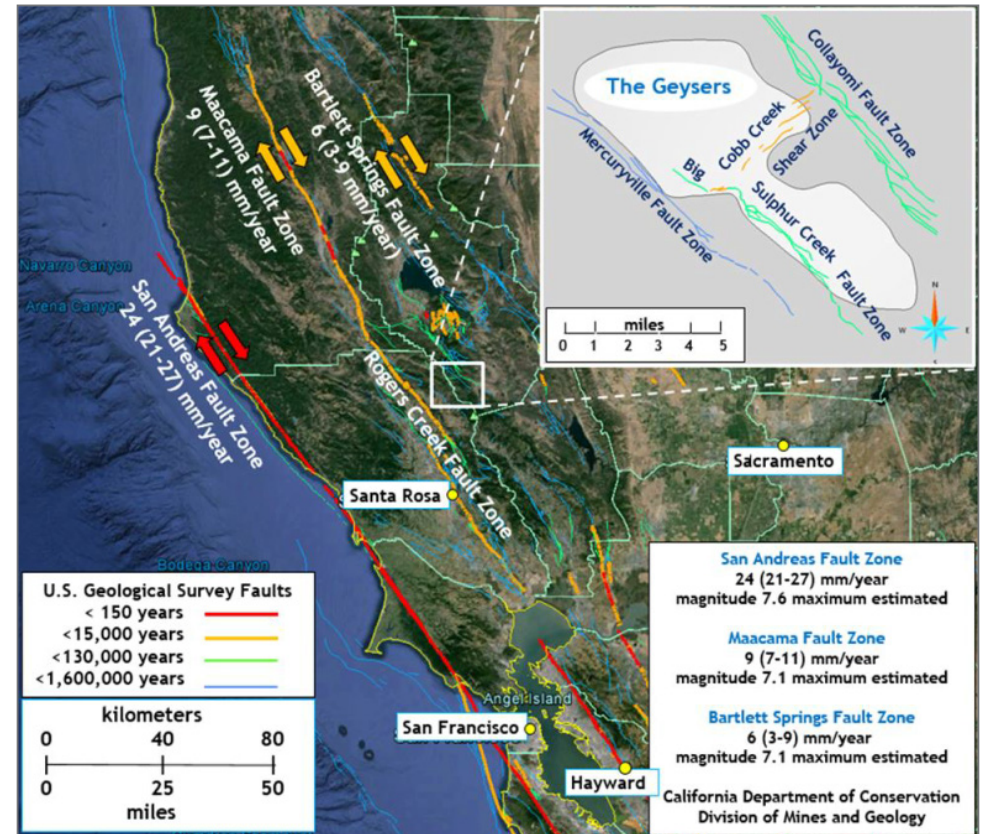 Maacama Fault Zone
9 (7-11) mm/year
Bartlett Springs Fault Zone
6 (3-9 mm/year)
Navarro Canyon
Arena Canyon
San Andreas Fault Zone
24 (21-27) mm/year
Rogers Creek Fault Zone
Santa Rosa
Sacramento
Bodega Canyon
Angel Island
San Francisco
Hayward
The Geysers
Collayomi Fault Zone
Cobb Creek
Shear Zone
Mercuryville Fault Zone
Big
Sulphur Creek
Fault Zone
miles
0 1 2 3 4 5
N
W E
S
U.S. Geological Survey Faults
< 150 years
<15,000 years
<130,000 years
<1,600,000 years
kilometers
0 40 80
0 25 50
miles
San Andreas Fault Zone
24 (21-27) mm/year
magnitude 7.6 maximum estimated
Maacama Fault Zone
9 (7-11) mm/year
magnitude 7.1 maximum estimated
Bartlett Springs Fault Zone
6 (3-9) mm/year
magnitude 7.1 maximum estimated
California Department of Conservation
Division of Mines and Geology